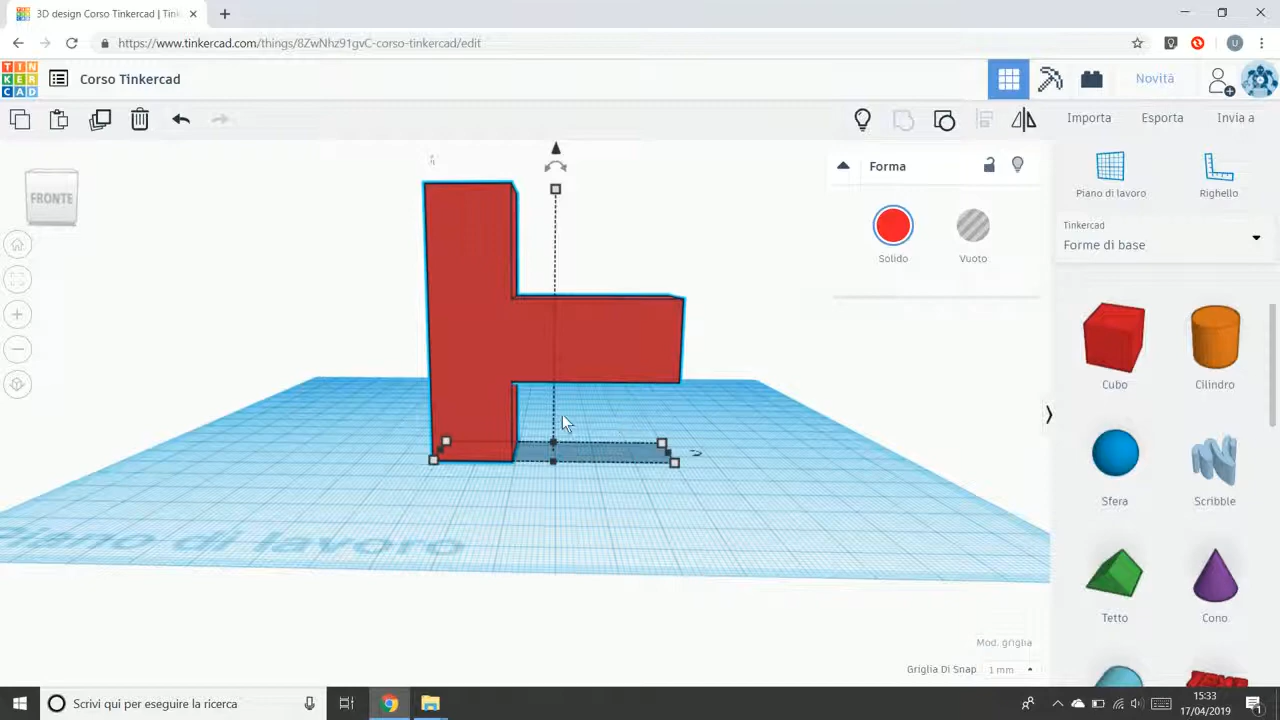 3D design Corso Tinkercad | Tink
https://www.tinkercad.com/things/8ZwNhz91gvC-corso-tinkercad/edit
U
TIN
KER
CAD
Corso Tinkercad
Novità
Importa
Esporta
Invia a
FRONTE
Forma
Solido
Vuoto
Piano di lavoro
Righello
Tinkercad
Forme di base
Cubo
Cilindro
Sfera
Scribble
Tetto
Cono
Piano di lavoro
Mod. griglia
Griglia Di Snap
1 mm
Scrivi qui per eseguire la ricerca
15:33
17/04/2019
1